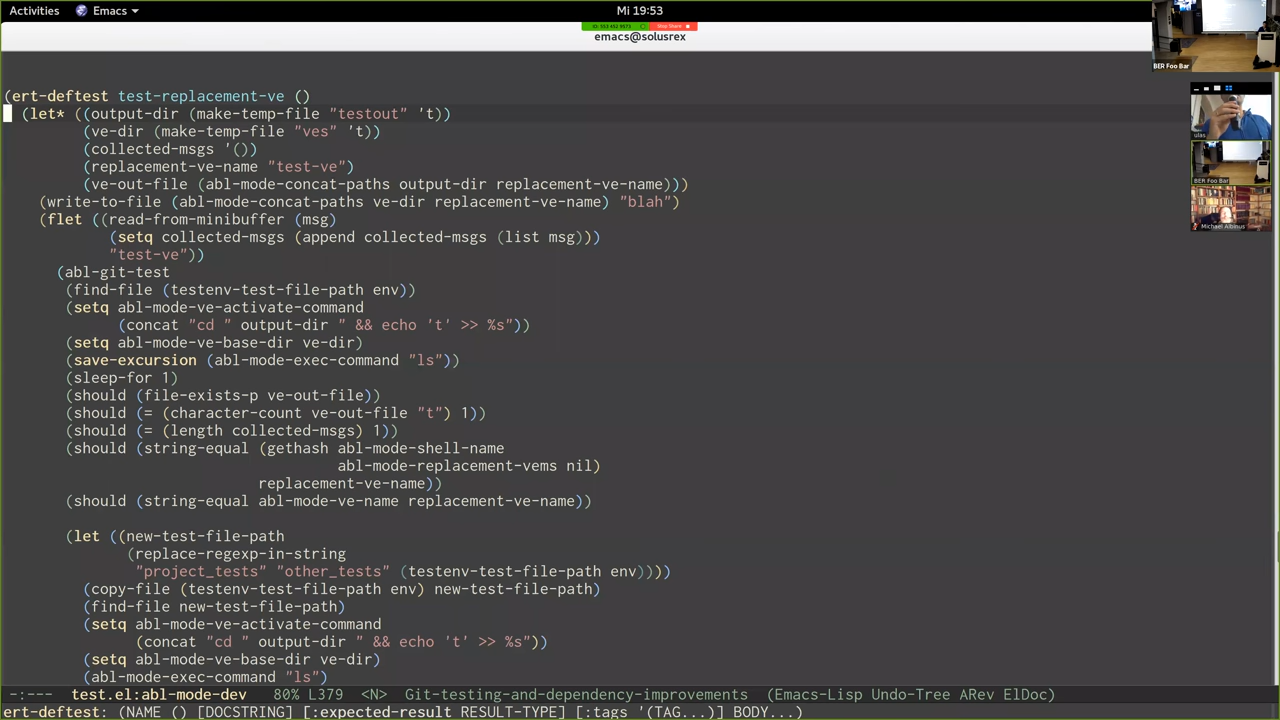 Activities Emacs Mi 19:53
ID: 553 452 9573 Stop Share
emacs@solusrex
BER Foo Bar
ulas
BER Foo Bar
Michael Albinus
(ert-deftest test-replacement-ve ()
(let* ((output-dir (make-temp-file "testout" 't))
(ve-dir (make-temp-file "ves" 't))
(collected-msgs '())
(replacement-ve-name "test-ve")
(ve-out-file (abl-mode-concat-paths output-dir replacement-ve-name)))
(write-to-file (abl-mode-concat-paths ve-dir replacement-ve-name) "blah")
(flet ((read-from-minibuffer (msg)
(setq collected-msgs (append collected-msgs (list msg)))
"test-ve"))
(abl-git-test
(find-file (testenv-test-file-path env))
(setq abl-mode-ve-activate-command
(concat "cd " output-dir " && echo 't' >> %s"))
(setq abl-mode-ve-base-dir ve-dir)
(save-excursion (abl-mode-exec-command "ls"))
(sleep-for 1)
(should (file-exists-p ve-out-file))
(should (= (character-count ve-out-file "t") 1))
(should (= (length collected-msgs) 1))
(should (string-equal (gethash abl-mode-shell-name
abl-mode-replacement-vems nil)
replacement-ve-name))
(should (string-equal abl-mode-ve-name replacement-ve-name))
(let ((new-test-file-path
(replace-regexp-in-string
"project_tests" "other_tests" (testenv-test-file-path env))))
(copy-file (testenv-test-file-path env) new-test-file-path)
(find-file new-test-file-path)
(setq abl-mode-ve-activate-command
(concat "cd " output-dir " && echo 't' >> %s"))
(setq abl-mode-ve-base-dir ve-dir)
(abl-mode-exec-command "ls")
-:--- test.el:abl-mode-dev 80% L379 <N> Git-testing-and-dependency-improvements (Emacs-Lisp Undo-Tree ARev ElDoc)
ert-deftest: (NAME () [DOCSTRING] [:expected-result RESULT-TYPE] [:tags '(TAG...)] BODY...)